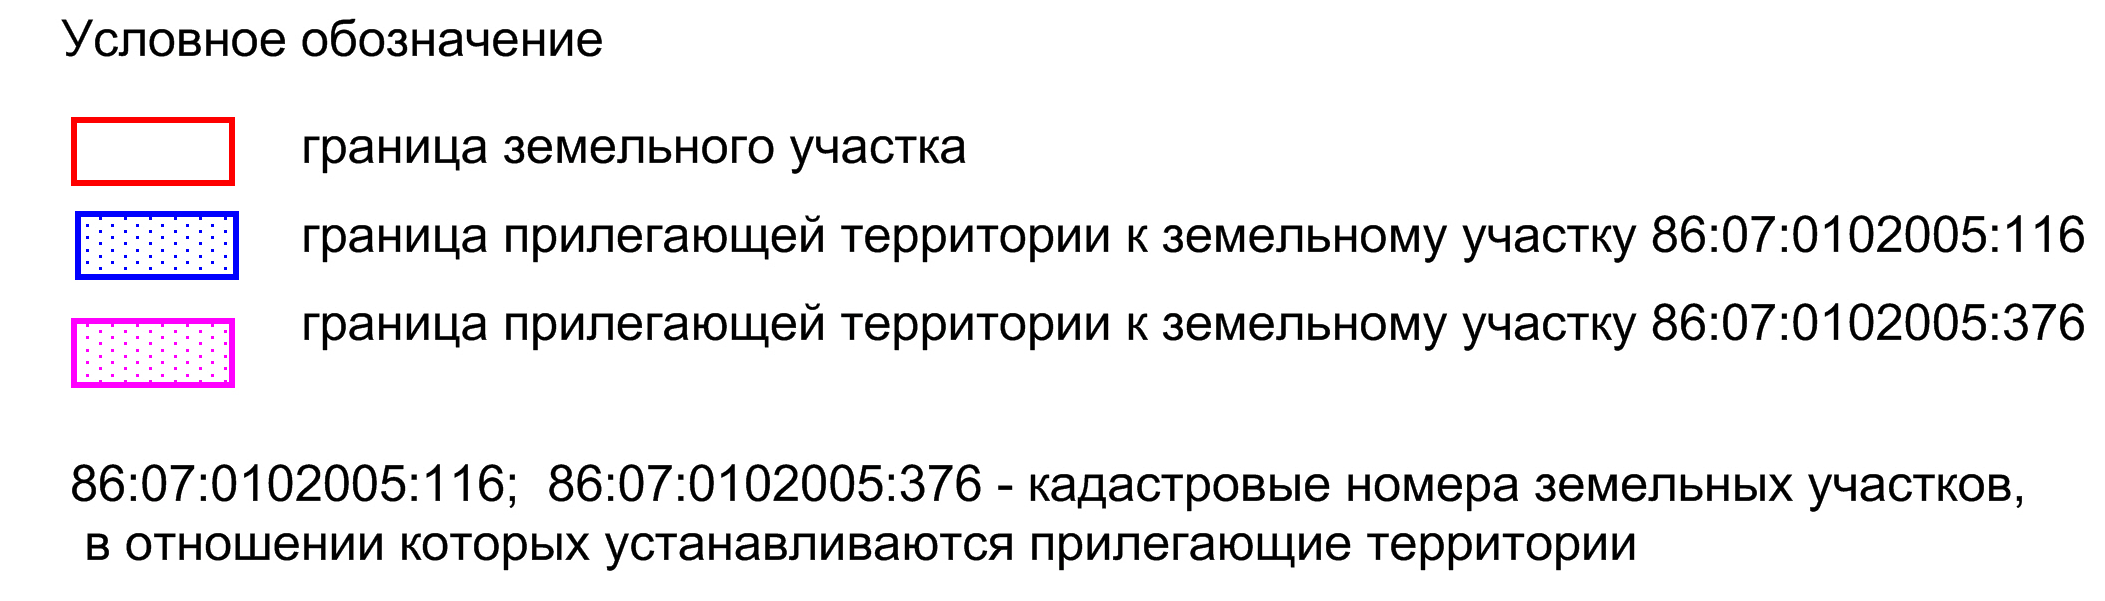 Условное обозначение
граница земельного участка
граница прилегающей территории к земельному участку 86:07:0102005:116
граница прилегающей территории к земельному участку 86:07:0102005:376
86:07:0102005:116; 86:07:0102005:376 - кадастровые номера земельных участков,
в отношении которых устанавливаются прилегающие территории